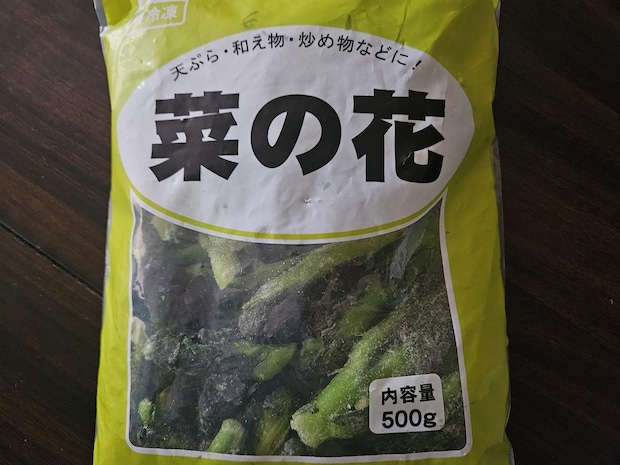 冷凍
天ぷら・和え物・炒め物などに!
菜の花
内容量
500g